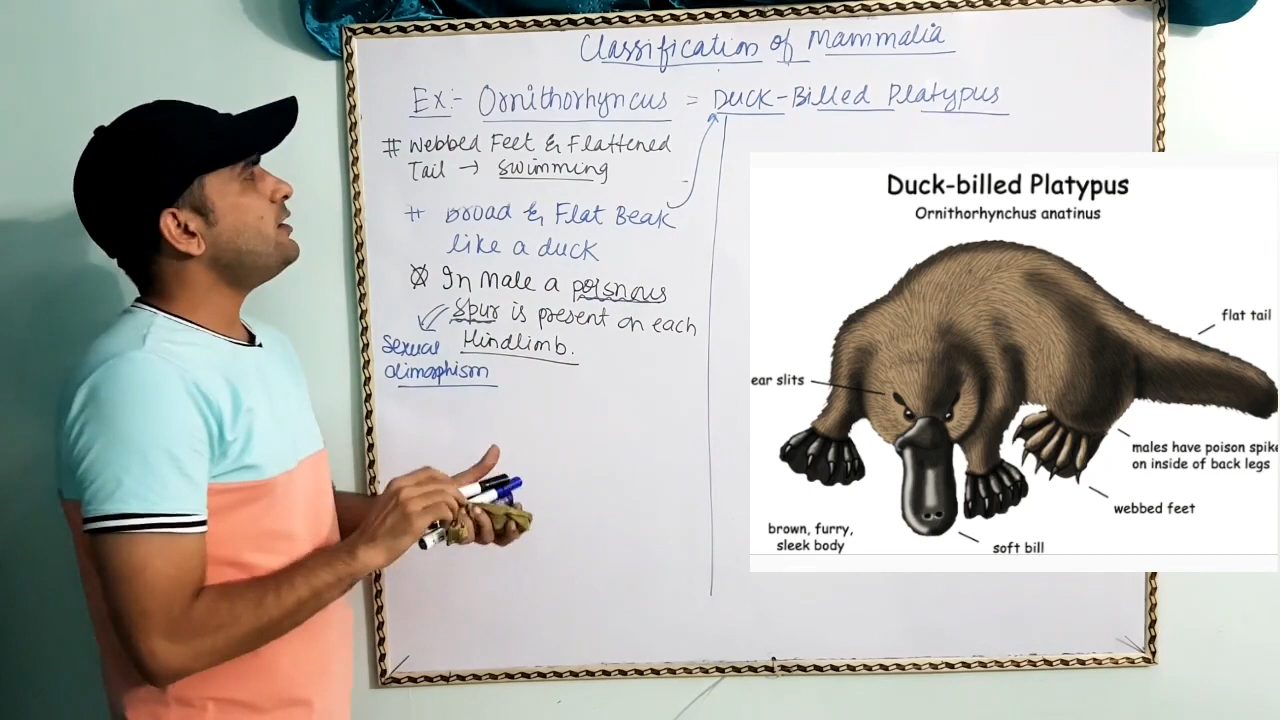 Classification of Mammalia
Ex:- Ornithorhyncus = Duck-Billed Platypus
# Webbed Feet & Flattened
Tail → swimming
# Broad & Flat Beak
like a duck
In Male a poisnous
Spur is present on each
Hindlimb.
Sexual
dimorphism
Duck-billed Platypus
Ornithorhynchus anatinus
flat tail
ear slits
males have poison spike
on inside of back legs
webbed feet
brown, furry,
sleek body
soft bill